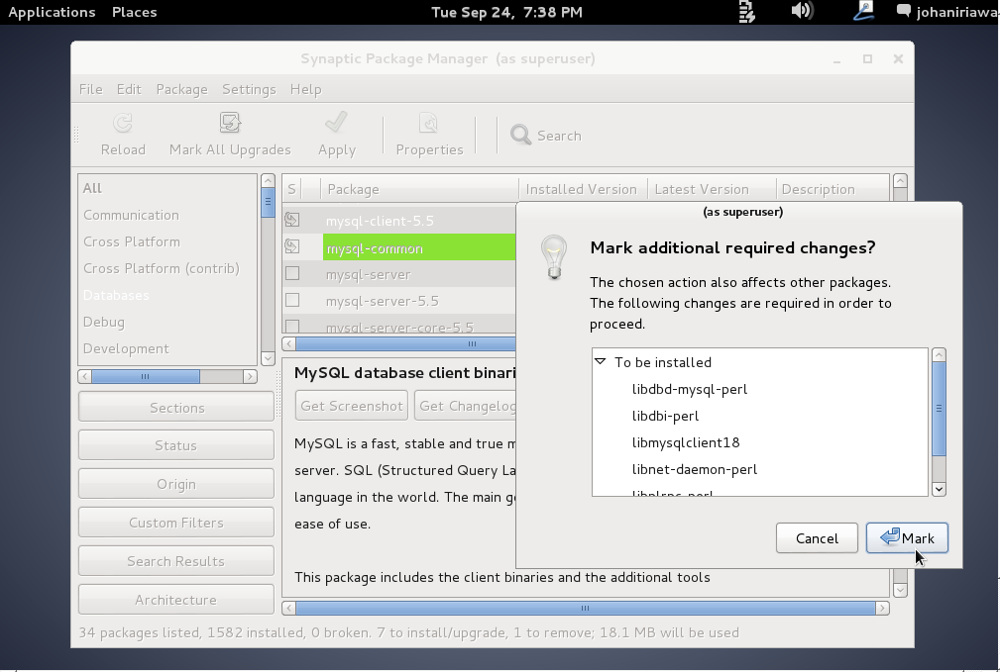 Applications Places Tue Sep 24, 7:38 PM johaniriawa
Synaptic Package Manager (as superuser)
File Edit Package Settings Help
Reload Mark All Upgrades Apply Properties Search
All
Communication
Cross Platform
Cross Platform (contrib)
Databases
Debug
Development
Sections
Status
Origin
Custom Filters
Search Results
Architecture
S Package Installed Version Latest Version Description
mysql-client-5.5
mysql-common
mysql-server
mysql-server-5.5
mysql-server-core-5.5
MySQL database client binari
Get Screenshot Get Changelog
MySQL is a fast, stable and true m
server. SQL (Structured Query La
language in the world. The main g
ease of use.
This package includes the client binaries and the additional tools
34 packages listed, 1582 installed, 0 broken. 7 to install/upgrade, 1 to remove; 18.1 MB will be used
(as superuser)
Mark additional required changes?
The chosen action also affects other packages.
The following changes are required in order to
proceed.
To be installed
libdbd-mysql-perl
libdbi-perl
libmysqlclient18
libnet-daemon-perl
libplrpc-perl
Cancel Mark